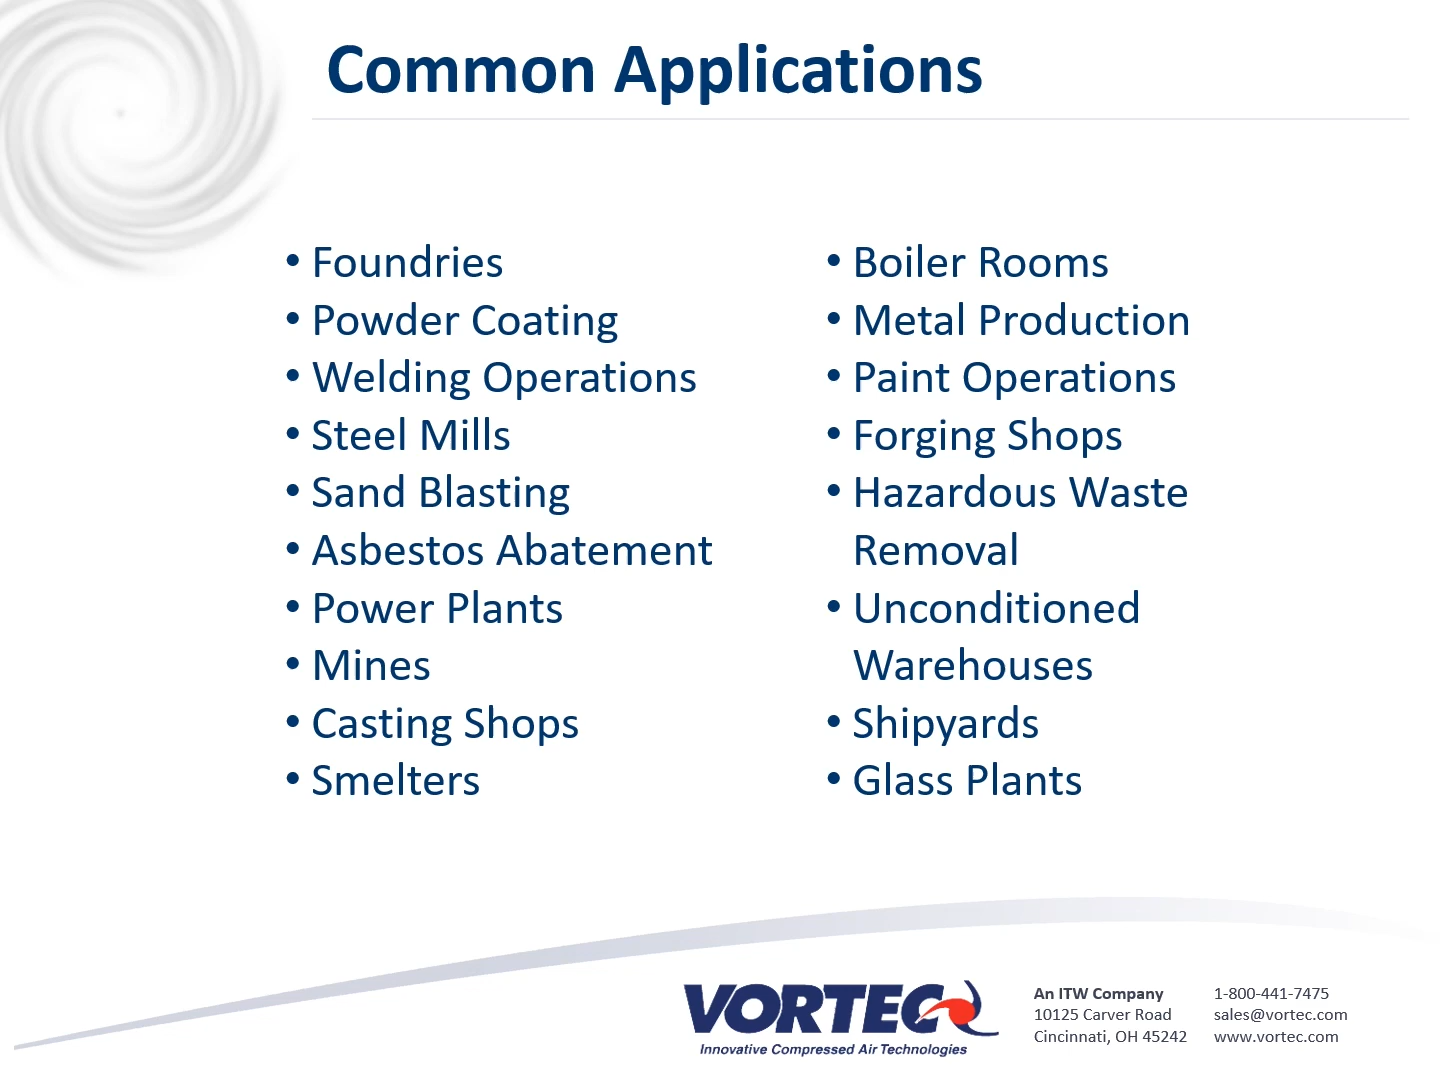 Common Applications
• Foundries
• Powder Coating
• Welding Operations
• Steel Mills
• Sand Blasting
• Asbestos Abatement
• Power Plants
• Mines
• Casting Shops
• Smelters
• Boiler Rooms
• Metal Production
• Paint Operations
• Forging Shops
• Hazardous Waste
Removal
• Unconditioned
Warehouses
• Shipyards
• Glass Plants
VORTEC
Innovative Compressed Air Technologies
An ITW Company
10125 Carver Road
Cincinnati, OH 45242
1-800-441-7475
sales@vortec.com
www.vortec.com